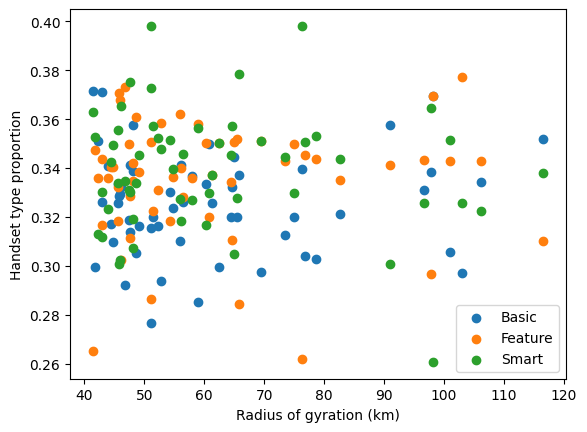 0.40
0.38
0.36
0.34
0.32
0.30
0.28
0.26
Handset type proportion
Basic
Feature
Smart
40 50 60 70 80 90 100 110 120
Radius of gyration (km)